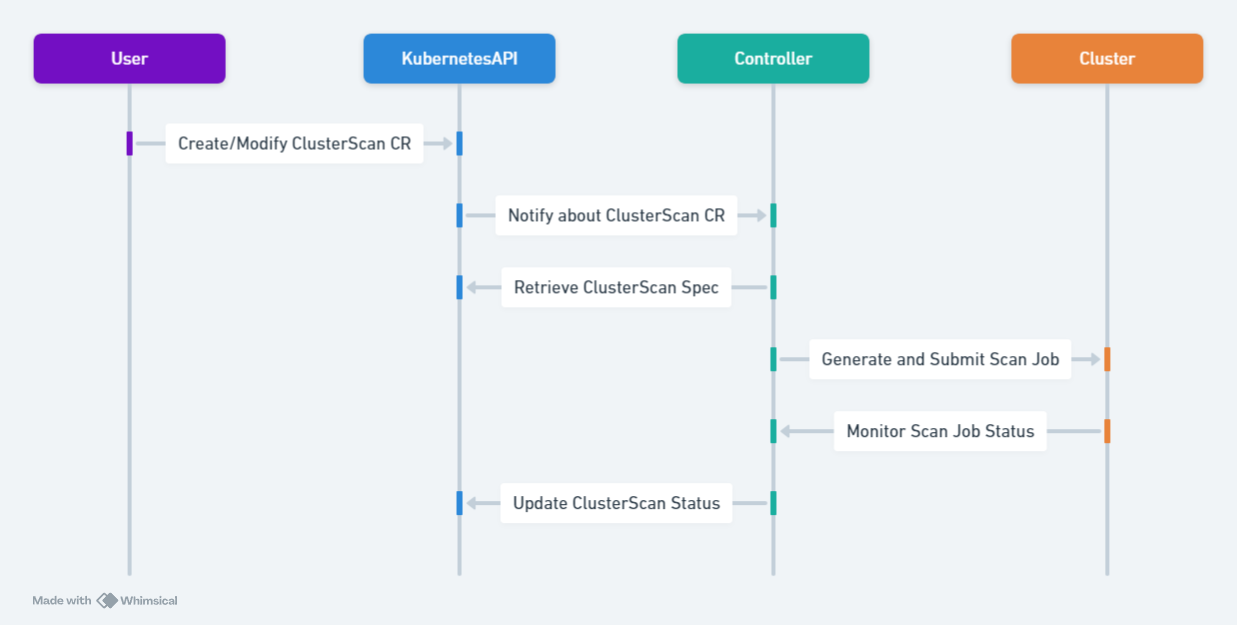 User
KubernetesAPI
Controller
Cluster
Create/Modify ClusterScan CR
Notify about ClusterScan CR
Retrieve ClusterScan Spec
Generate and Submit Scan Job
Monitor Scan Job Status
Update ClusterScan Status
Made with Whimsical